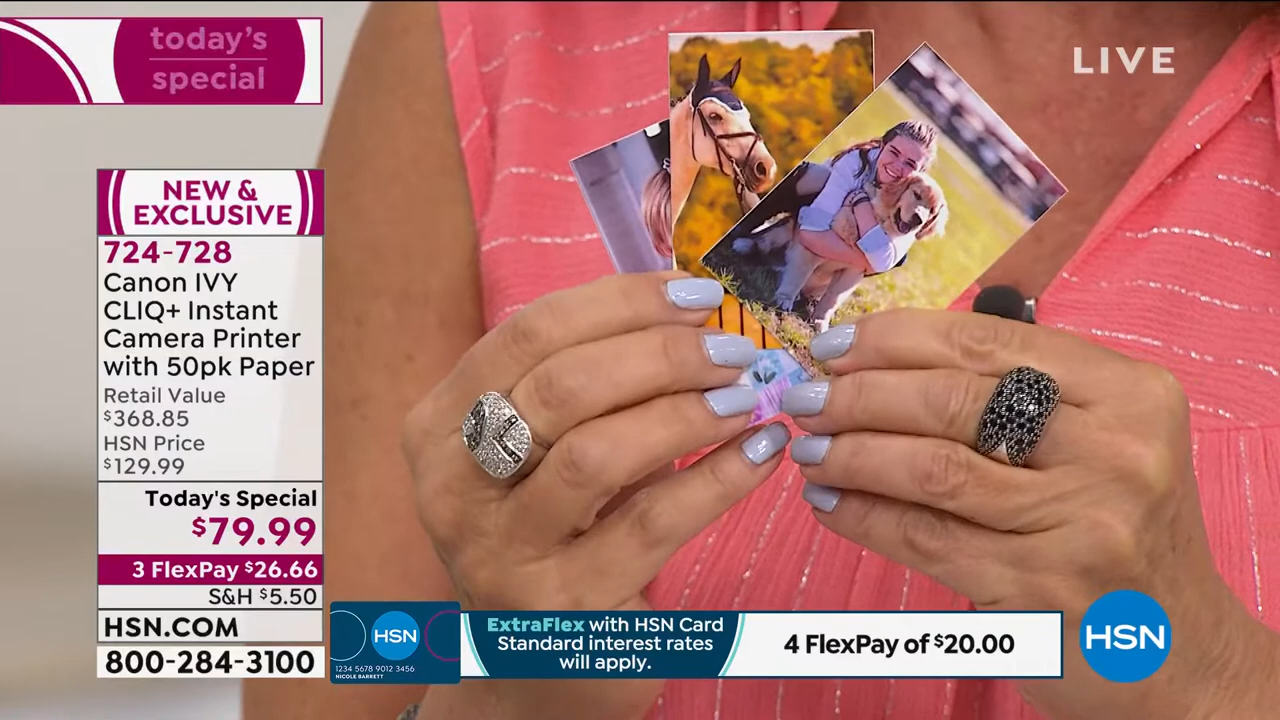 today's
special
LIVE
NEW &
EXCLUSIVE
724-728
Canon IVY
CLIQ+ Instant
Camera Printer
with 50pk Paper
Retail Value
$368.85
HSN Price
$129.99
Today's Special
$79.99
3 FlexPay $26.66
S&H $5.50
HSN.COM
800-284-3100
HSN
1234 5678 9012 3456
NICOLE BARRETT
ExtraFlex with HSN Card
Standard interest rates
will apply.
4 FlexPay of $20.00
HSN